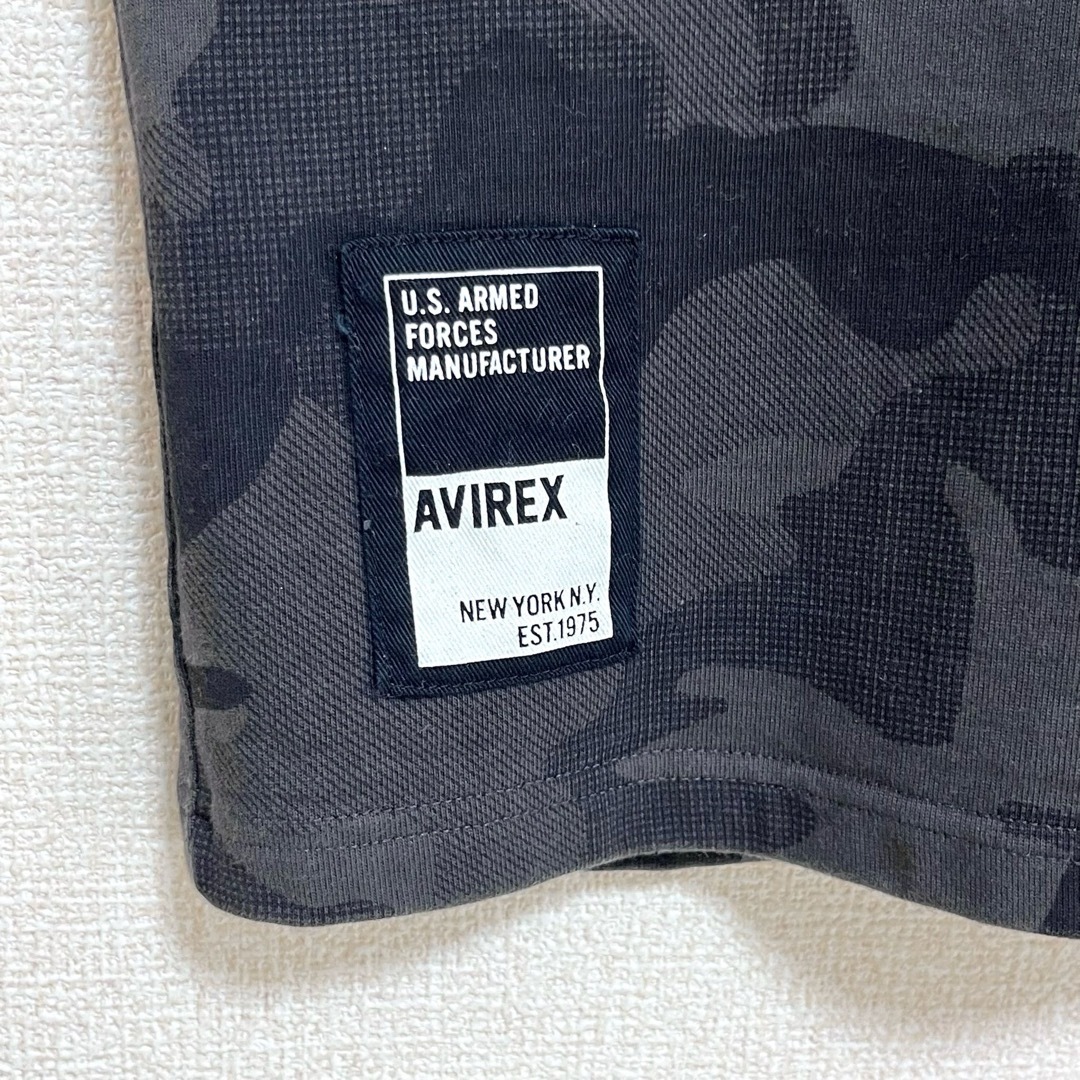 U.S. ARMED
FORCES
MANUFACTURER
AVIREX
NEW YORK N.Y.
EST.1975